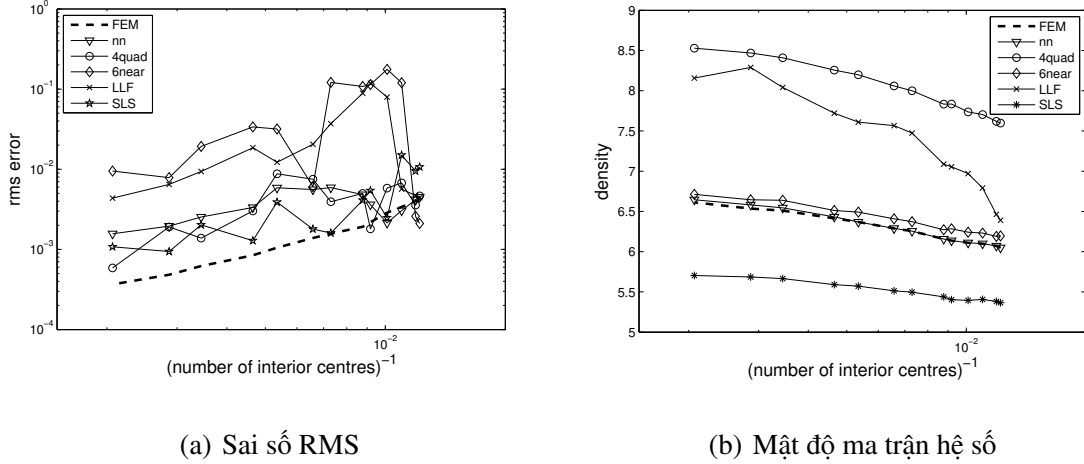 10^0
10^-1
10^-2
10^-3
10^-4
rms error
FEM
nn
4quad
6near
LLF
SLS
10^-2
(number of interior centres)^-1
(a) Sai số RMS
9
8.5
8
7.5
7
6.5
6
5.5
5
density
FEM
nn
4quad
6near
LLF
SLS
10^-2
(number of interior centres)^-1
(b) Mật độ ma trận hệ số